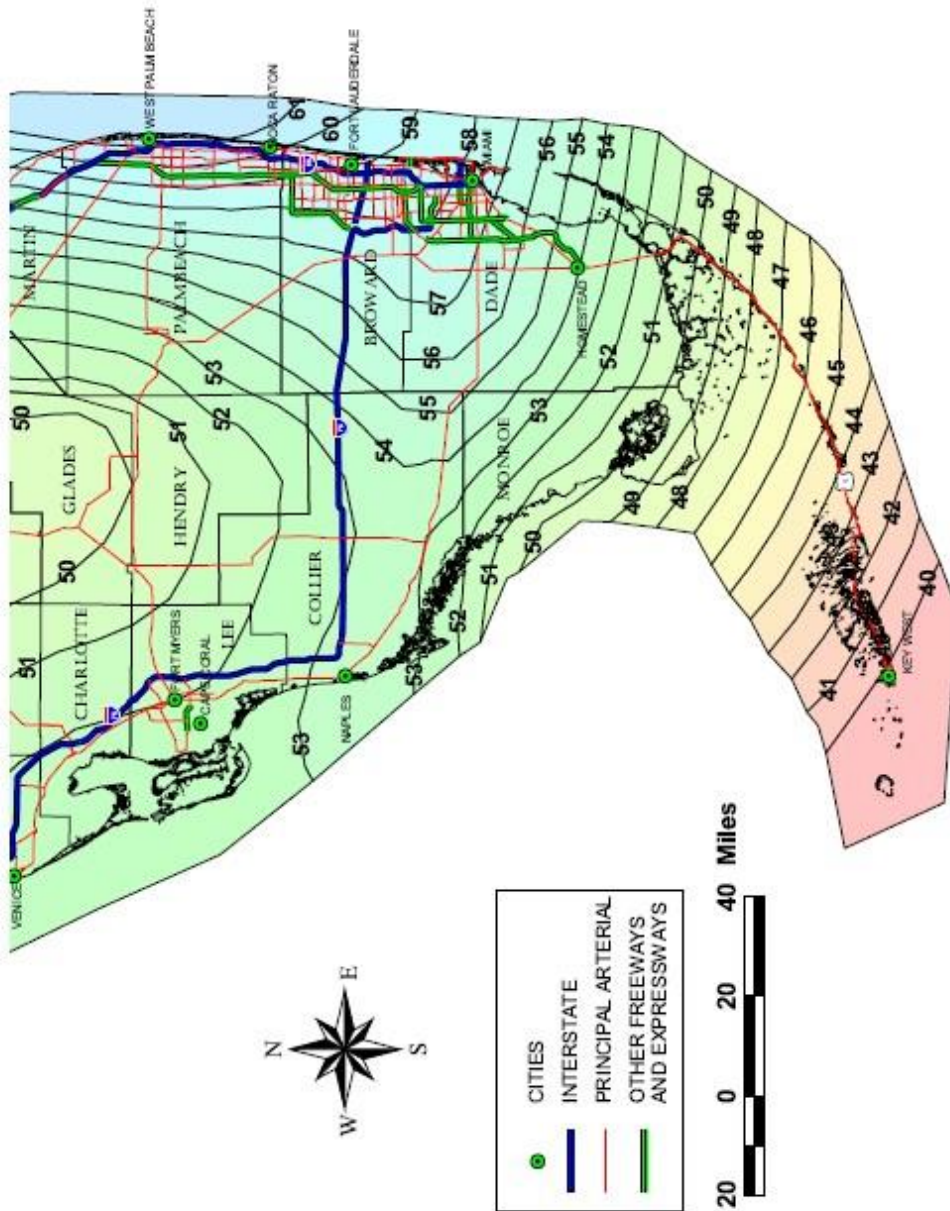 WEST PALM BEACH
BOCA RATON
FORT LAUDERDALE
MIAMI
HOMESTEAD
KEY WEST
NAPLES
FORT MYERS
CAPE CORAL
VENICE
MARTIN
PALM BEACH
BROWARD
DADE
GLADES
HENDRY
COLLIER
MONROE
CHARLOTTE
LEE
61
60
59
58
57
56
56
55
55
54
54
53
53
53
53
52
52
52
51
51
51
51
50
50
50
50
49
49
48
48
47
46
45
44
43
42
41
40
N
E
S
W
CITIES
INTERSTATE
PRINCIPAL ARTERIAL
OTHER FREEWAYS
AND EXPRESSWAYS
20 0 20 40 Miles